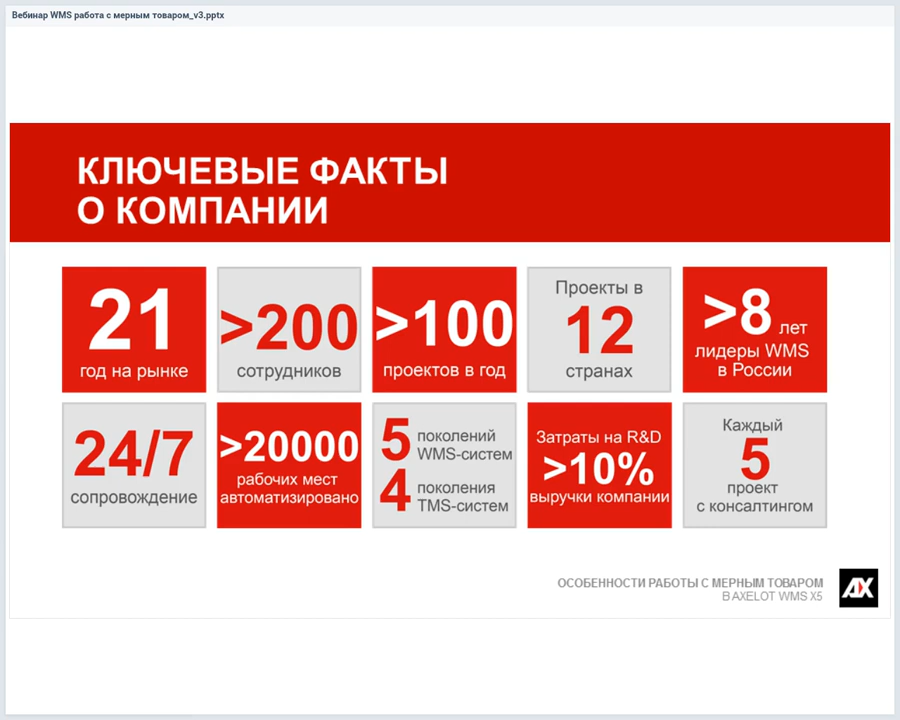 Вебинар WMS работа с мерным товаром_v3.pptx
КЛЮЧЕВЫЕ ФАКТЫ
О КОМПАНИИ
21
год на рынке
>200
сотрудников
>100
проектов в год
Проекты в
12
странах
>8 лет
лидеры WMS
в России
24/7
сопровождение
>20000
рабочих мест
автоматизировано
5 поколений
WMS-систем
4 поколения
TMS-систем
Затраты на R&D
>10%
выручки компании
Каждый
5
проект
с консалтингом
ОСОБЕННОСТИ РАБОТЫ С МЕРНЫМ ТОВАРОМ
В AXELOT WMS X5
AX